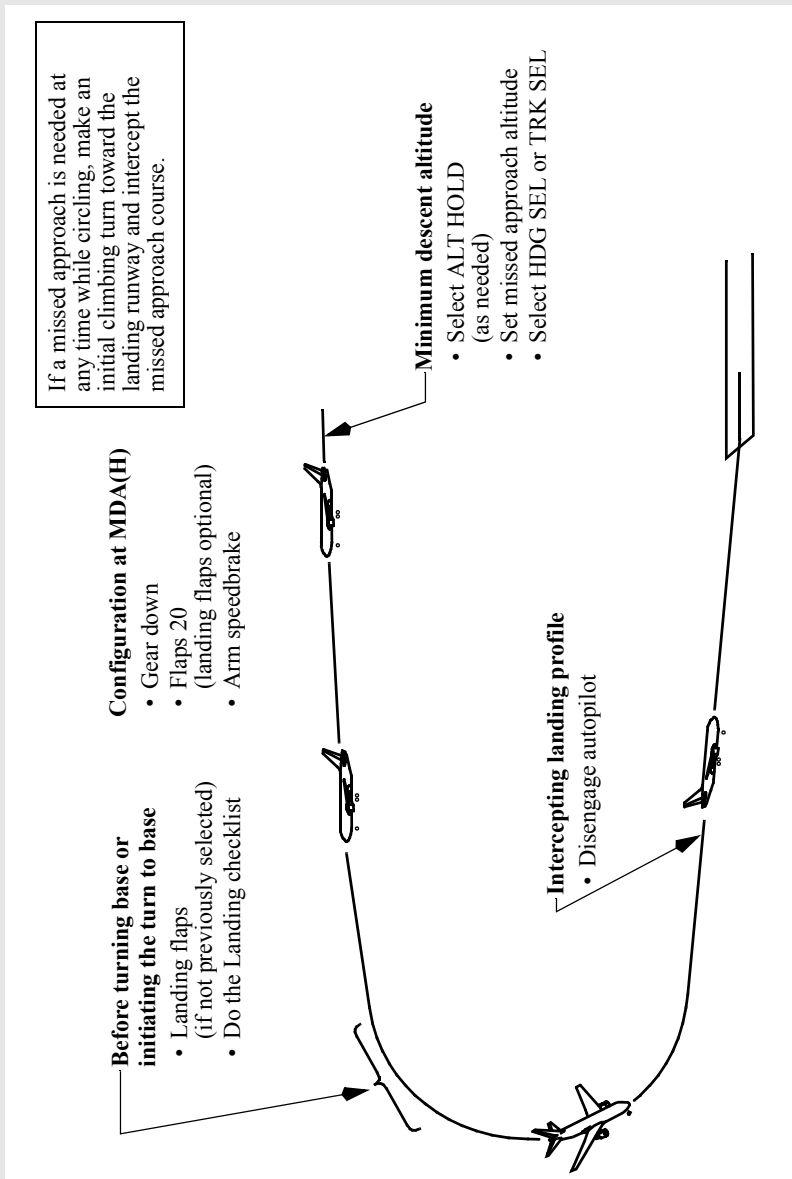 If a missed approach is needed at
any time while circling, make an
initial climbing turn toward the
landing runway and intercept the
missed approach course.
Configuration at MDA(H)
• Gear down
• Flaps 20
(landing flaps optional)
• Arm speedbrake
Before turning base or
initiating the turn to base
• Landing flaps
(if not previously selected)
• Do the Landing checklist
Minimum descent altitude
• Select ALT HOLD
(as needed)
• Set missed approach altitude
• Select HDG SEL or TRK SEL
Intercepting landing profile
• Disengage autopilot